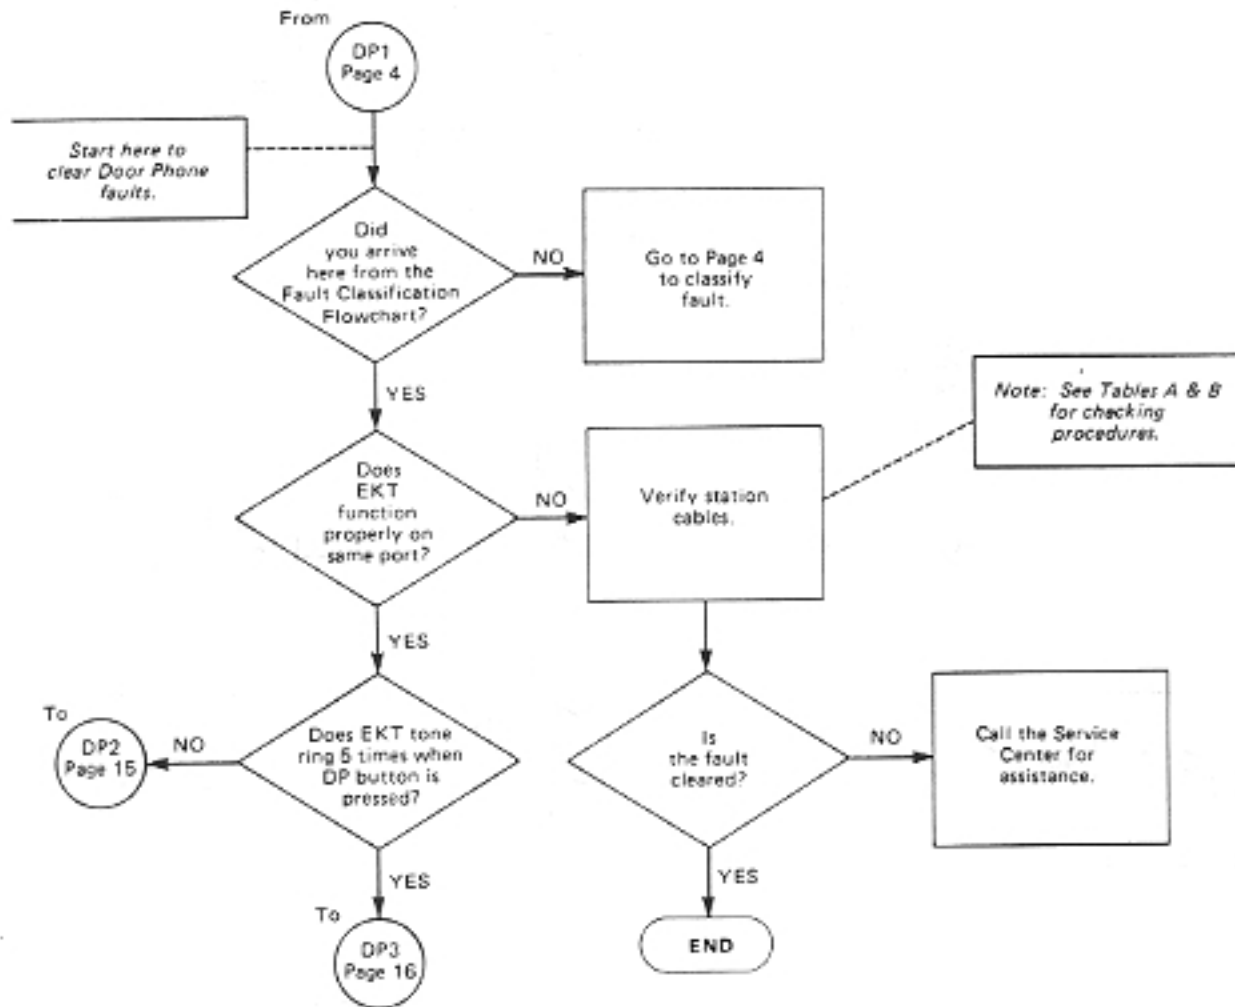 From
DP1
Page 4
Start here to
clear Door Phone
faults.
Did
you arrive
here from the
Fault Classification
Flowchart?
NO
Go to Page 4
to classify
fault.
YES
Note: See Tables A & B
for checking
procedures.
Does
EKT
function
properly on
same port?
NO
Verify station
cables.
YES
To
DP2
Page 15
NO
Does EKT tone
ring 5 times when
DP button is
pressed?
Is
the fault
cleared?
NO
Call the Service
Center for
assistance.
YES
To
DP3
Page 16
YES
END